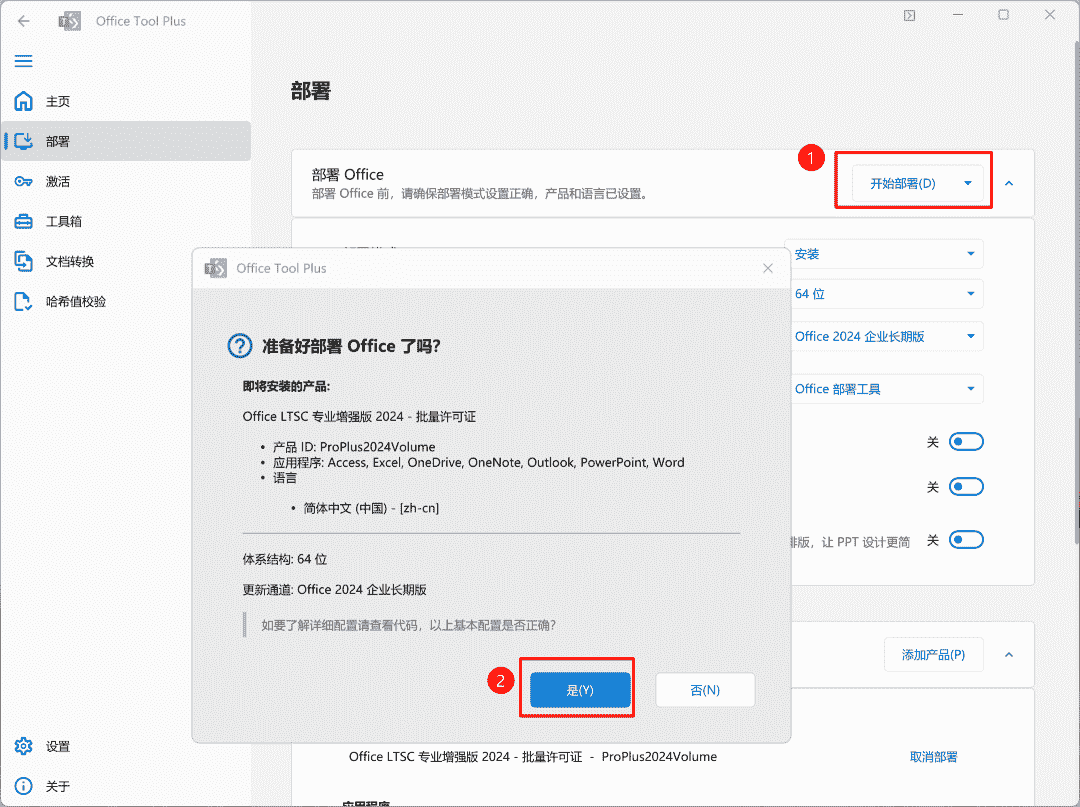 Office Tool Plus
主页
部署
激活
工具箱
文档转换
哈希值校验
设置
关于
部署
部署 Office
部署 Office 前，请确保部署模式设置正确，产品和语言已设置。
1
开始部署(D)
安装
64 位
Office 2024 企业长期版
Office 部署工具
关
关
排版，让 PPT 设计更简
关
添加产品(P)
Office Tool Plus
准备好部署 Office 了吗？
即将安装的产品:
Office LTSC 专业增强版 2024 - 批量许可证
• 产品 ID: ProPlus2024Volume
• 应用程序: Access, Excel, OneDrive, OneNote, Outlook, PowerPoint, Word
• 语言
• 简体中文 (中国) - [zh-cn]
体系结构: 64 位
更新通道: Office 2024 企业长期版
如要了解详细配置请查看代码，以上基本配置是否正确？
2
是(Y)
否(N)
Office LTSC 专业增强版 2024 - 批量许可证 - ProPlus2024Volume
取消部署
应用程序